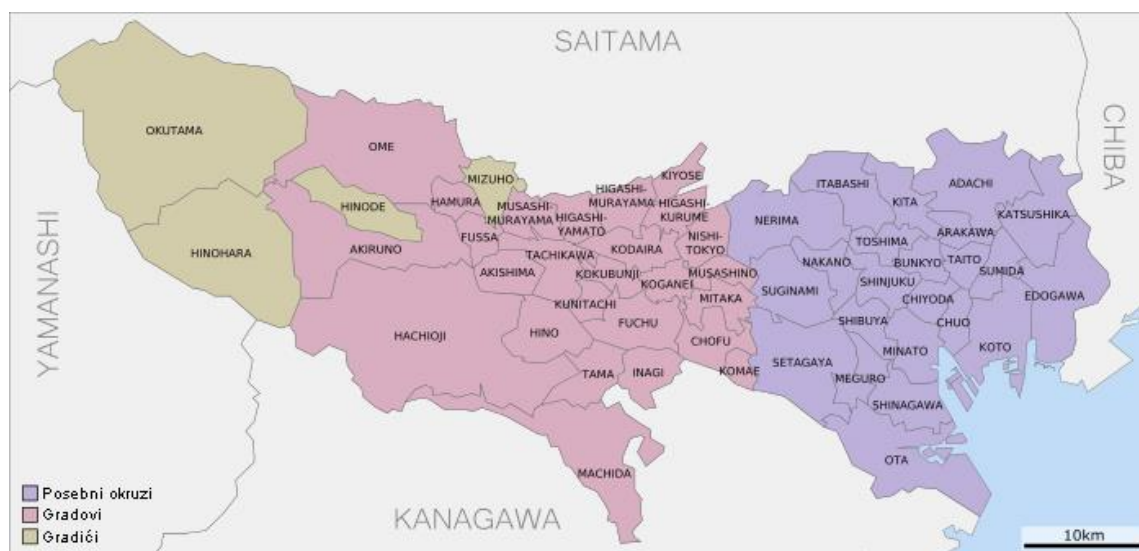 SAITAMA
CHIBA
YAMANASHI
KANAGAWA
OKUTAMA
HINOHARA
OME
HINODE
MIZUHO
HAMURA
MUSASHI-
MURAYAMA
FUSSA
AKIRUNO
AKISHIMA
HACHIOJI
HIGASHI-
YAMATO
HIGASHI-
MURAYAMA
KIYOSE
HIGASHI-
KURUME
TACHIKAWA
KODAIRA
NISHI-
TOKYO
KOKUBUNJI
KOGANEI
MUSASHINO
KUNITACHI
MITAKA
HINO
FUCHU
CHOFU
TAMA
INAGI
KOMAE
MACHIDA
NERIMA
ITABASHI
KITA
ADACHI
KATSUSHIKA
ARAKAWA
TOSHIMA
NAKANO
BUNKYO
TAITO
SUMIDA
SUGINAMI
SHINJUKU
CHIYODA
EDOGAWA
SHIBUYA
CHUO
KOTO
SETAGAYA
MINATO
MEGURO
SHINAGAWA
OTA
Posebni okruzi
Gradovi
Gradići
10km